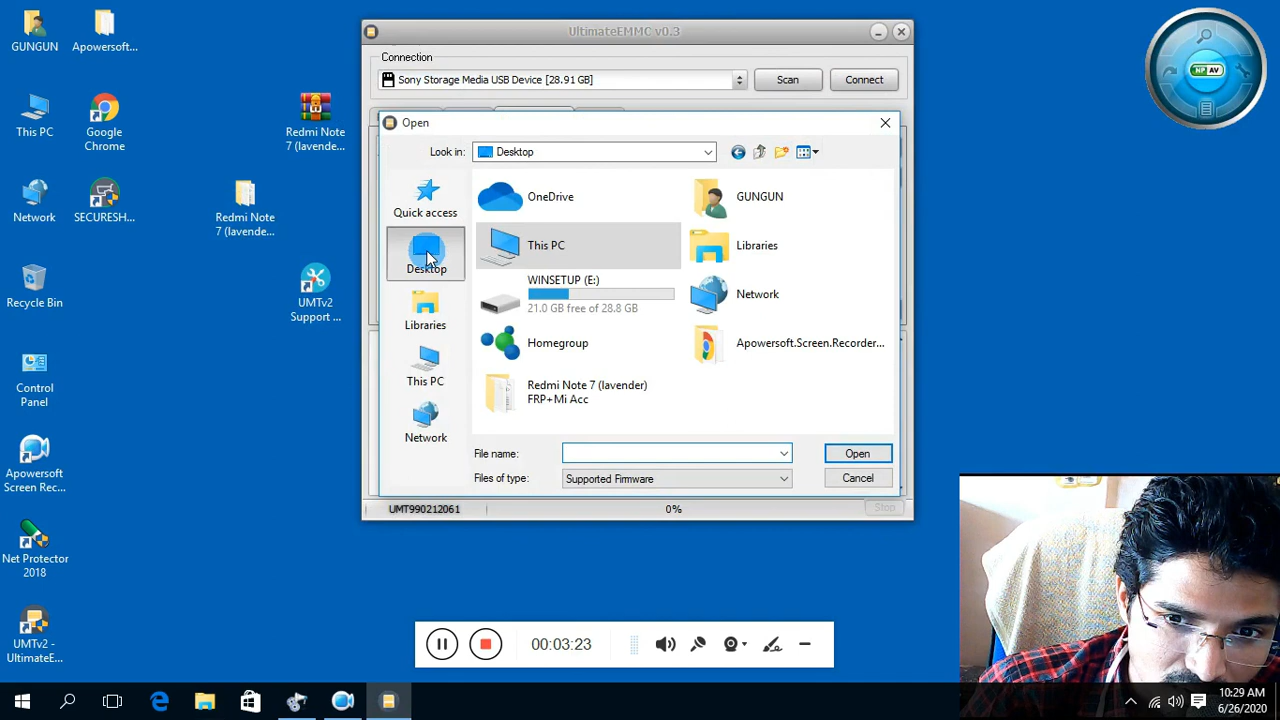 GUNGUN
Apowersoft...
This PC
Google
Chrome
Redmi Note
7 (lavende...
Network
SECURESH...
Redmi Note
7 (lavende...
Recycle Bin
UMTv2
Support ...
Control
Panel
Apowersoft
Screen Rec...
Net Protector
2018
UMTv2 -
UltimateE...
UltimateEMMC v0.3
Connection
Sony Storage Media USB Device [28.91 GB]
Scan
Connect
Open
Look in:
Desktop
Quick access
Desktop
Libraries
This PC
Network
OneDrive
GUNGUN
This PC
Libraries
WINSETUP (E:)
21.0 GB free of 28.8 GB
Network
Homegroup
Apowersoft.Screen.Recorder...
Redmi Note 7 (lavender)
FRP+Mi Acc
File name:
Open
Files of type:
Supported Firmware
Cancel
UMT990212061
0%
Stop
NP AV
00:03:23
10:29 AM
6/26/2020